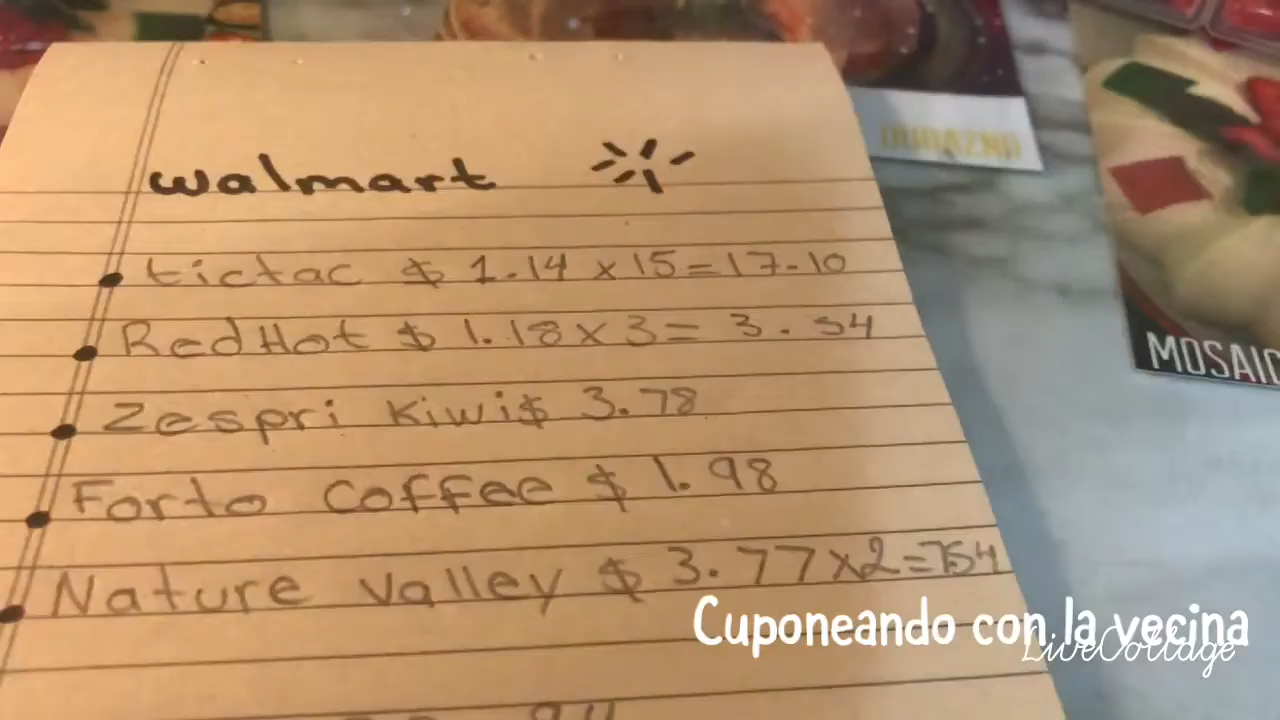 DURAZNO
walmart
MOSAIC
tictac $ 1.14 x 15 = 17.10
RedHot $ 1.18 x 3 = 3.54
Zespri Kiwi $ 3.78
Forto Coffee $ 1.98
Nature Valley $ 3.77 x 2 = 7.54
Cuponeando con la vecina
LiveCollage